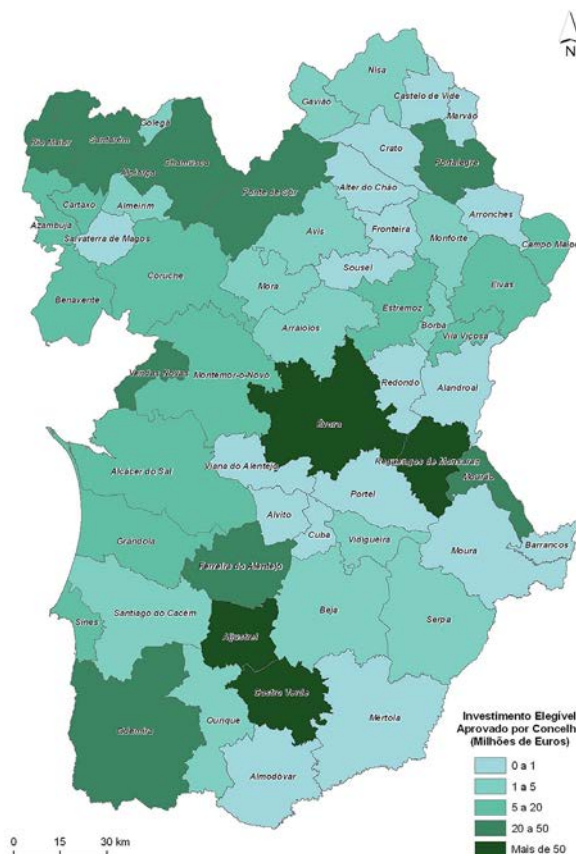 N
Nisa
Gavião
Castelo de Vide
Marvão
Golegã
Rio Maior
Santarém
Crato
Chamusca
Portalegre
Alpiarça
Ponte de Sôr
Alter do Chão
Cartaxo
Almeirim
Arronches
Azambuja
Avis
Fronteira
Monforte
Salvaterra de Magos
Campo Maior
Coruche
Sousel
Mora
Elvas
Benavente
Estremoz
Arraiolos
Borba
Vila Viçosa
Vendas Novas
Montemor-o-Novo
Redondo
Alandroal
Évora
Reguengos de Monsaraz
Viana do Alentejo
Mourão
Alcácer do Sal
Portel
Alvito
Grandola
Cuba
Vidigueira
Moura
Barrancos
Ferreira do Alentejo
Santiago do Cacém
Beja
Serpa
Sines
Aljustrel
Castro Verde
Ourique
Mertola
Odemira
Almodôvar
Investimento Elegível
Aprovado por Concelh
(Milhões de Euros)
0 a 1
1 a 5
5 a 20
20 a 50
Mais de 50
0 15 30 km